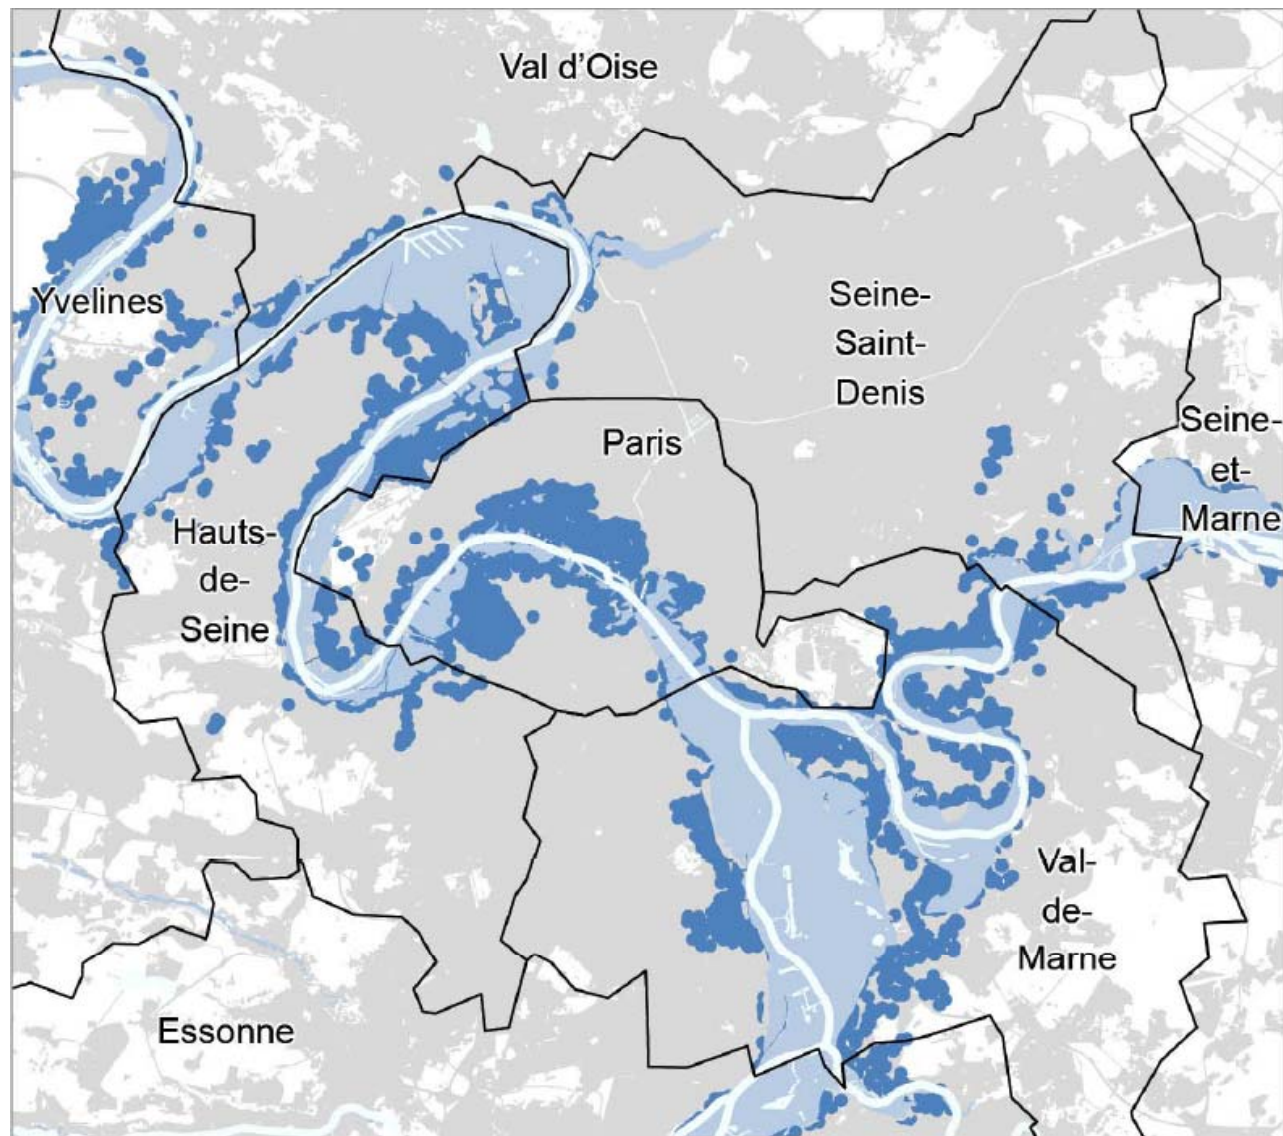 Val d'Oise
Yvelines
Seine-
Saint-
Denis
Paris
Seine-
et-
Marne
Hauts-
de-
Seine
Val-
de-
Marne
Essonne